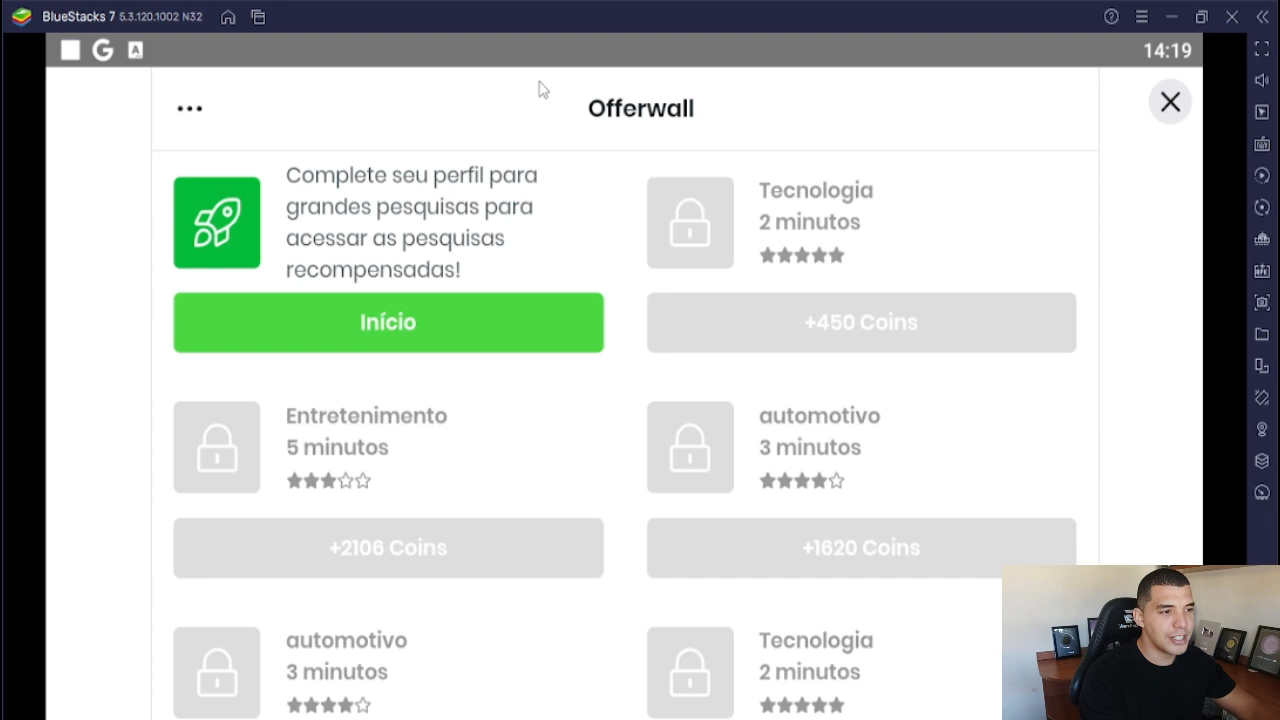 BlueStacks 7 5.3.120.1002 N32
14:19
Offerwall
Complete seu perfil para
grandes pesquisas para
acessar as pesquisas
recompensadas!
Início
Tecnologia
2 minutos
+450 Coins
Entretenimento
5 minutos
+2106 Coins
automotivo
3 minutos
+1620 Coins
automotivo
3 minutos
Tecnologia
2 minutos